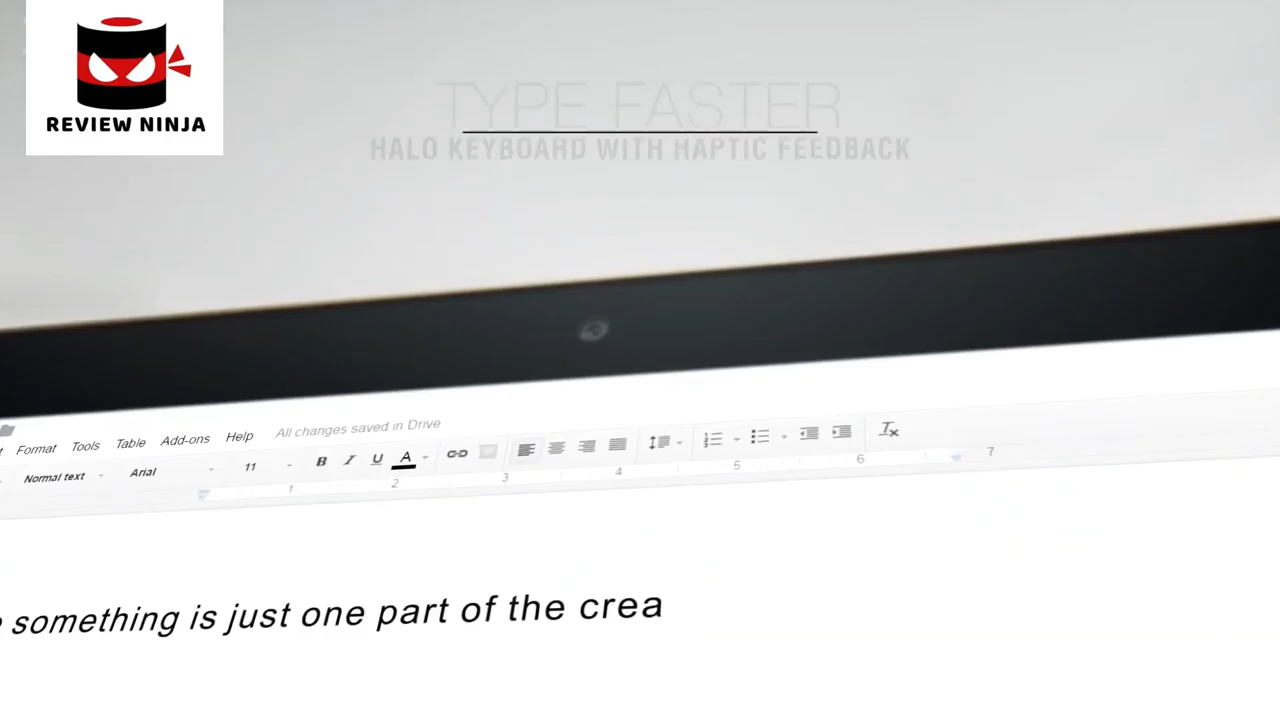 REVIEW NINJA
TYPE FASTER
HALO KEYBOARD WITH HAPTIC FEEDBACK
Format Tools Table Add-ons Help All changes saved in Drive
Normal text Arial 11 B I U A
1 2 3 4 5 6 7
something is just one part of the crea